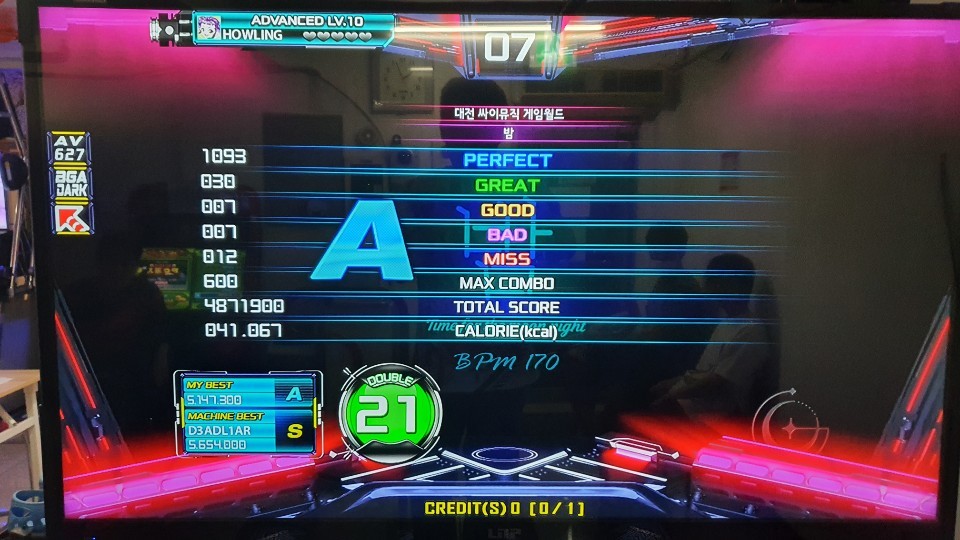 ADVANCED LV.10
HOWLING
07
대전 싸이뮤직 게임월드
밤
AV
627
BGA
DARK
1093 PERFECT
030 GREAT
007 GOOD
007 BAD
012 MISS
600 MAX COMBO
4871900 TOTAL SCORE
041.067 CALORIE(kcal)
A
BPM 170
MY BEST
5.147.300
A
MACHINE BEST
D3ADL1AR
5.654.000
S
DOUBLE
21
CREDIT(S) 0 [0/1]